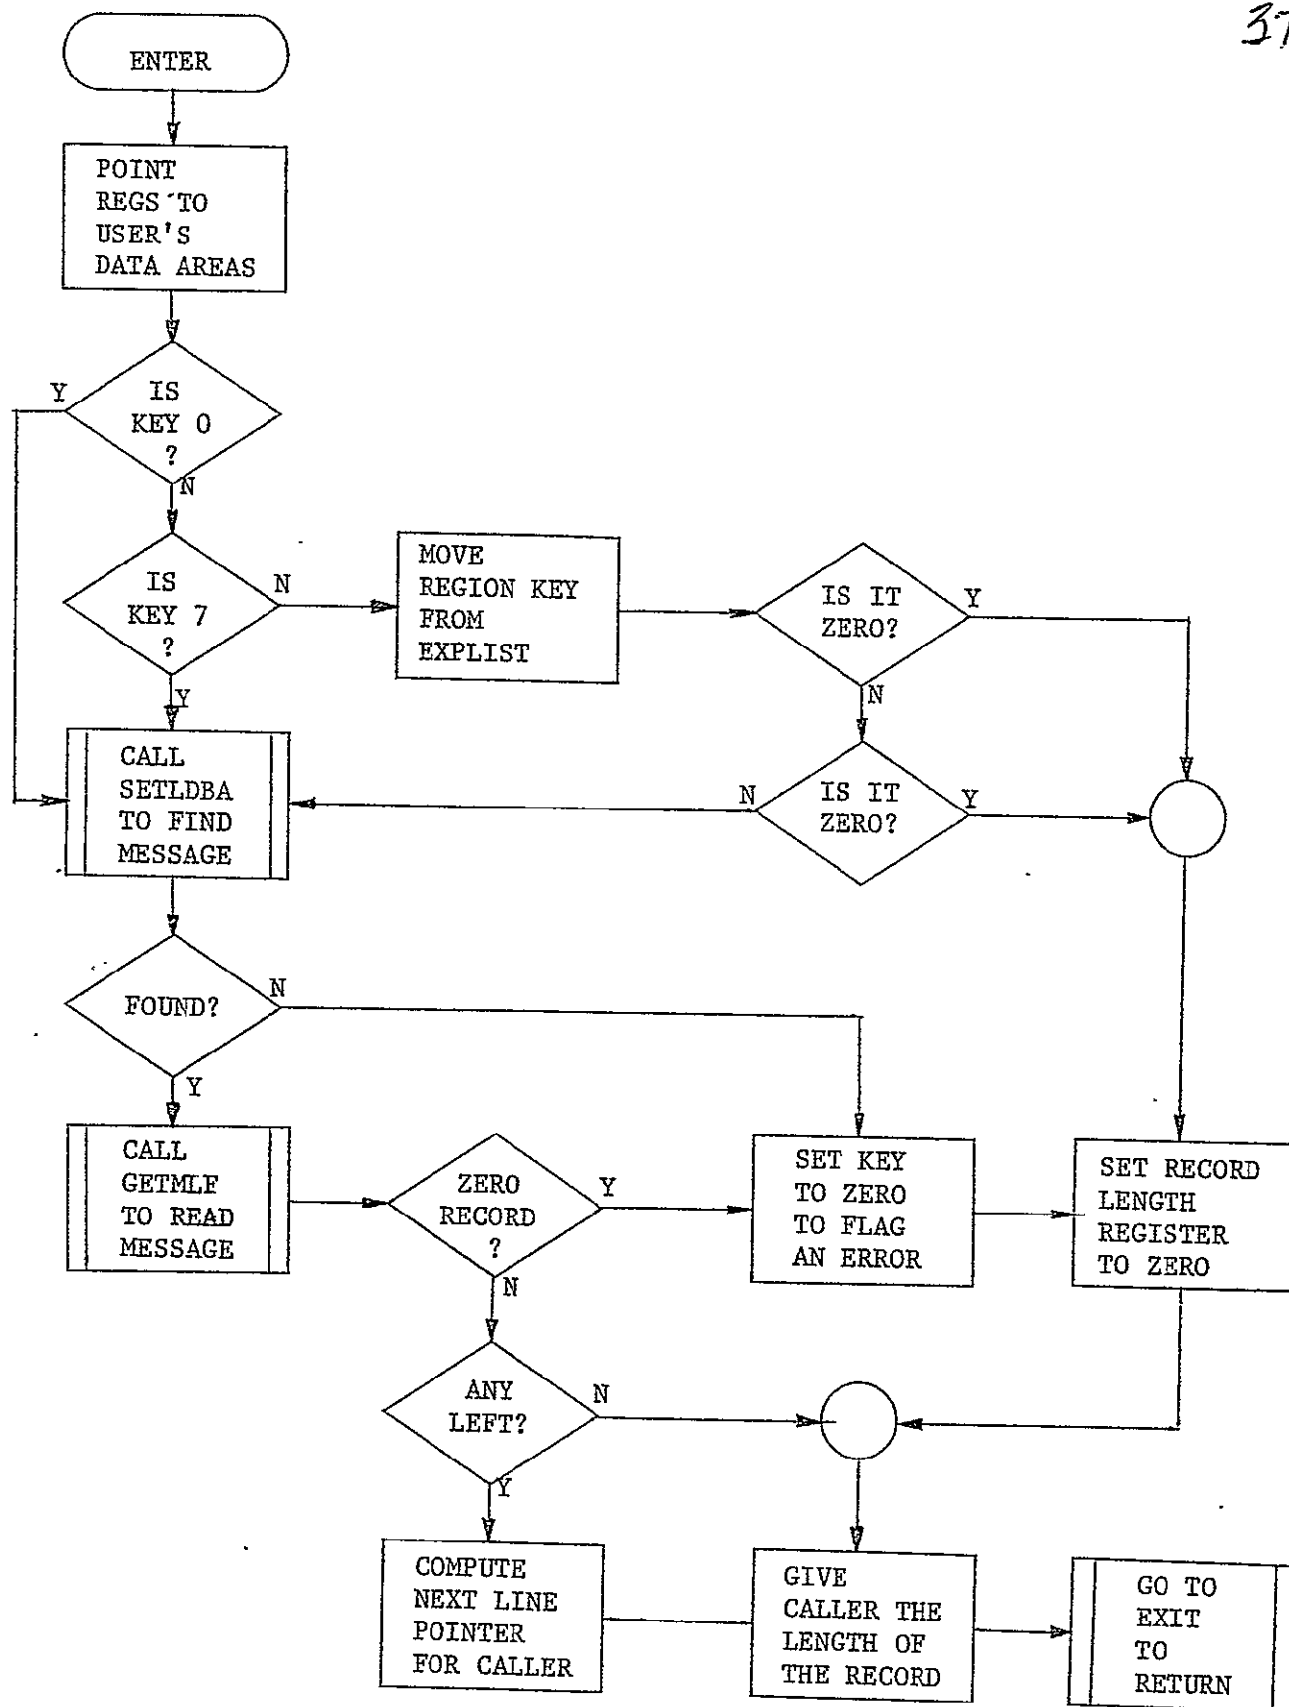 ENTER
POINT
REGS TO
USER'S
DATA AREAS
Y
IS
KEY 0
?
N
IS
KEY 7
?
N
Y
MOVE
REGION KEY
FROM
EXPLIST
IS IT
ZERO?
Y
N
CALL
SETLDBA
TO FIND
MESSAGE
N
IS IT
ZERO?
Y
FOUND?
N
Y
CALL
GETMLF
TO READ
MESSAGE
ZERO
RECORD
?
Y
N
SET KEY
TO ZERO
TO FLAG
AN ERROR
SET RECORD
LENGTH
REGISTER
TO ZERO
ANY
LEFT?
N
Y
COMPUTE
NEXT LINE
POINTER
FOR CALLER
GIVE
CALLER THE
LENGTH OF
THE RECORD
GO TO
EXIT
TO
RETURN